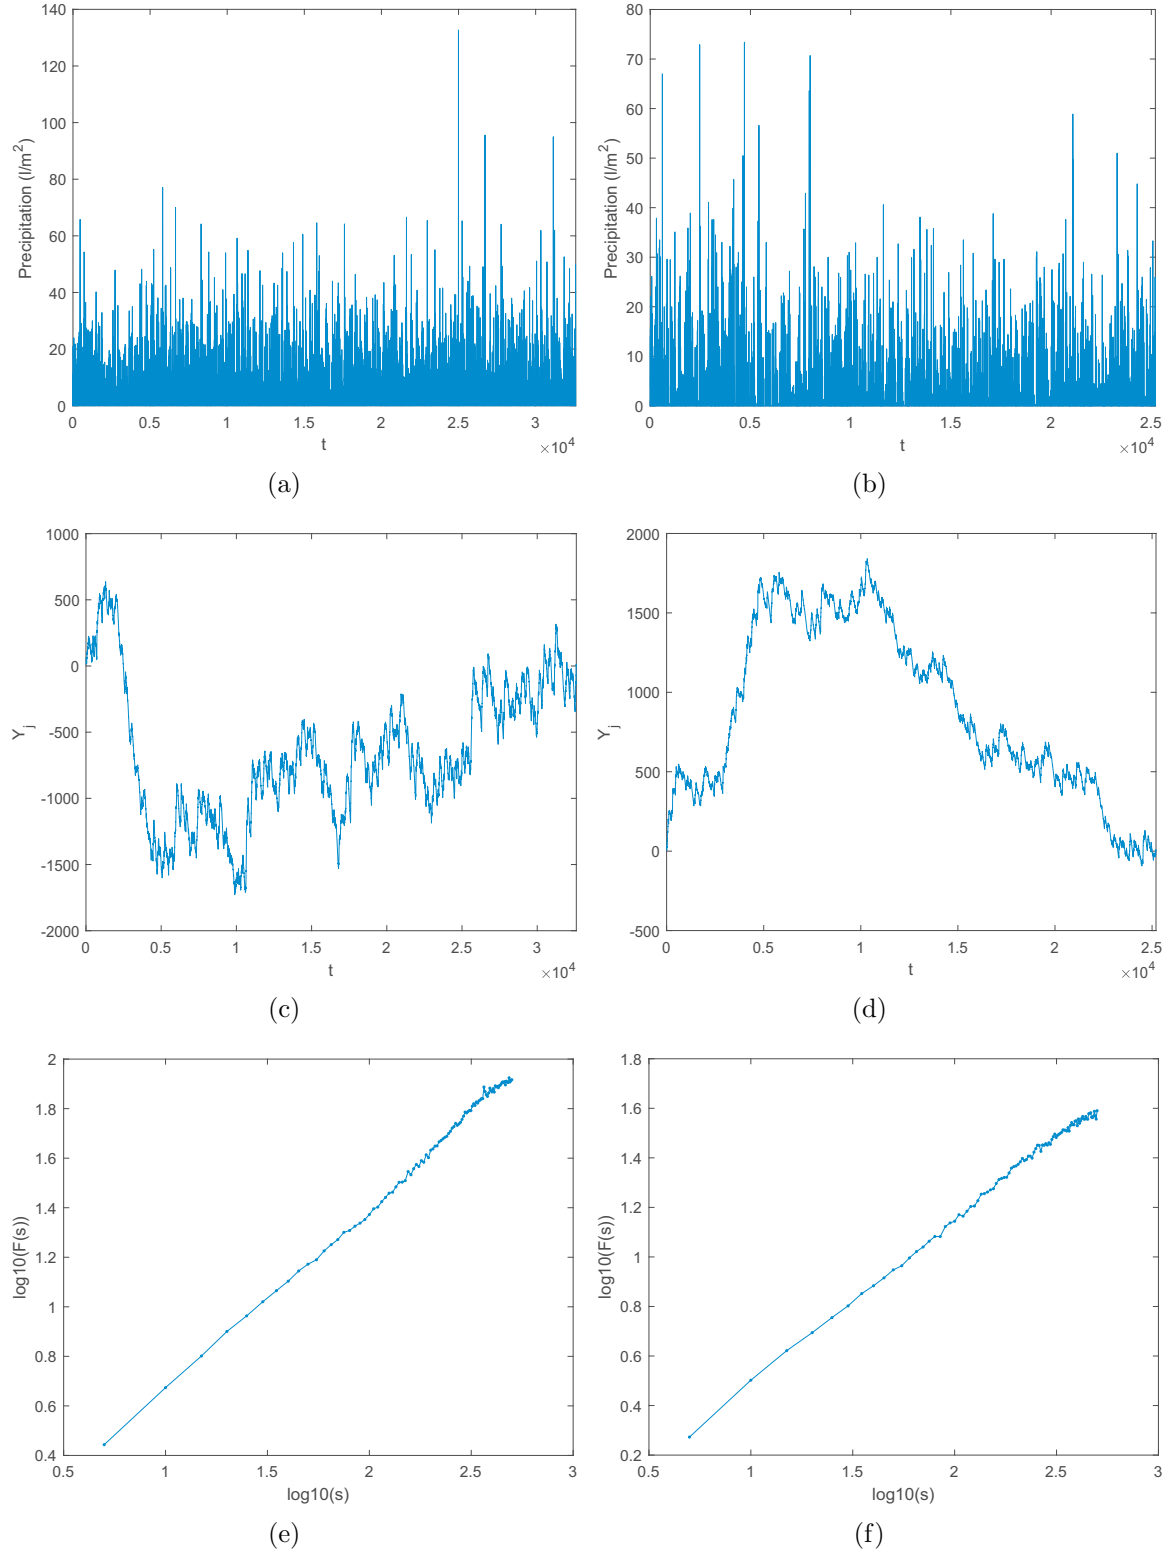 140
120
100
80
60
40
20
0
Precipitation (l/m²)
0 0.5 1 1.5 2 2.5 3
t
×10⁴
(a)
80
70
60
50
40
30
20
10
0
Precipitation (l/m²)
0 0.5 1 1.5 2 2.5
t
×10⁴
(b)
1000
500
0
-500
-1000
-1500
-2000
Y_j
0 0.5 1 1.5 2 2.5 3
t
×10⁴
(c)
2000
1500
1000
500
0
-500
Y_j
0 0.5 1 1.5 2 2.5
t
×10⁴
(d)
2
1.8
1.6
1.4
1.2
1
0.8
0.6
0.4
log10(F(s))
0.5 1 1.5 2 2.5 3
log10(s)
(e)
1.8
1.6
1.4
1.2
1
0.8
0.6
0.4
0.2
log10(F(s))
0.5 1 1.5 2 2.5 3
log10(s)
(f)